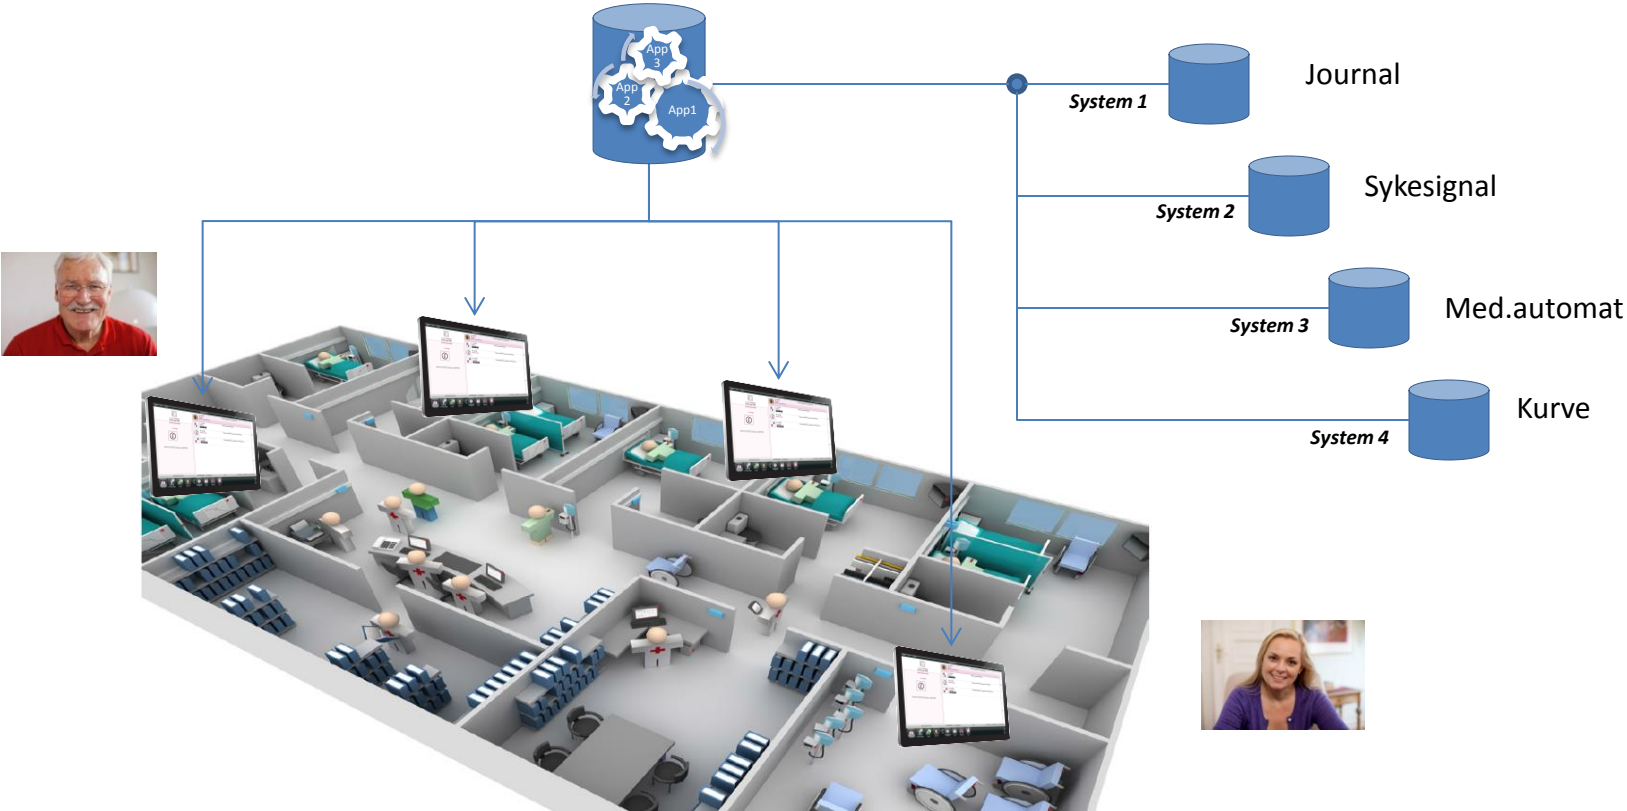 App
3
App
2
App1
System 1
Journal
System 2
Sykesignal
System 3
Med.automat
System 4
Kurve